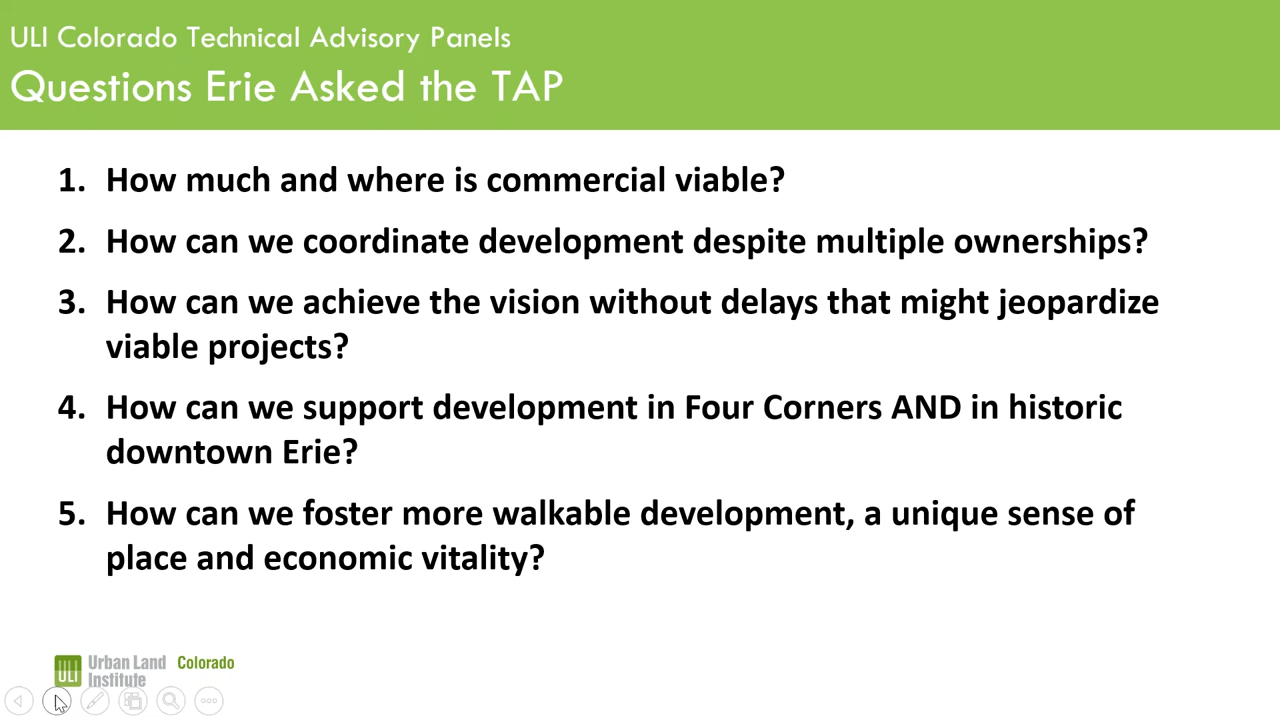 ULI Colorado Technical Advisory Panels
Questions Erie Asked the TAP
1. How much and where is commercial viable?
2. How can we coordinate development despite multiple ownerships?
3. How can we achieve the vision without delays that might jeopardize
viable projects?
4. How can we support development in Four Corners AND in historic
downtown Erie?
5. How can we foster more walkable development, a unique sense of
place and economic vitality?
ULI Urban Land Colorado
Institute